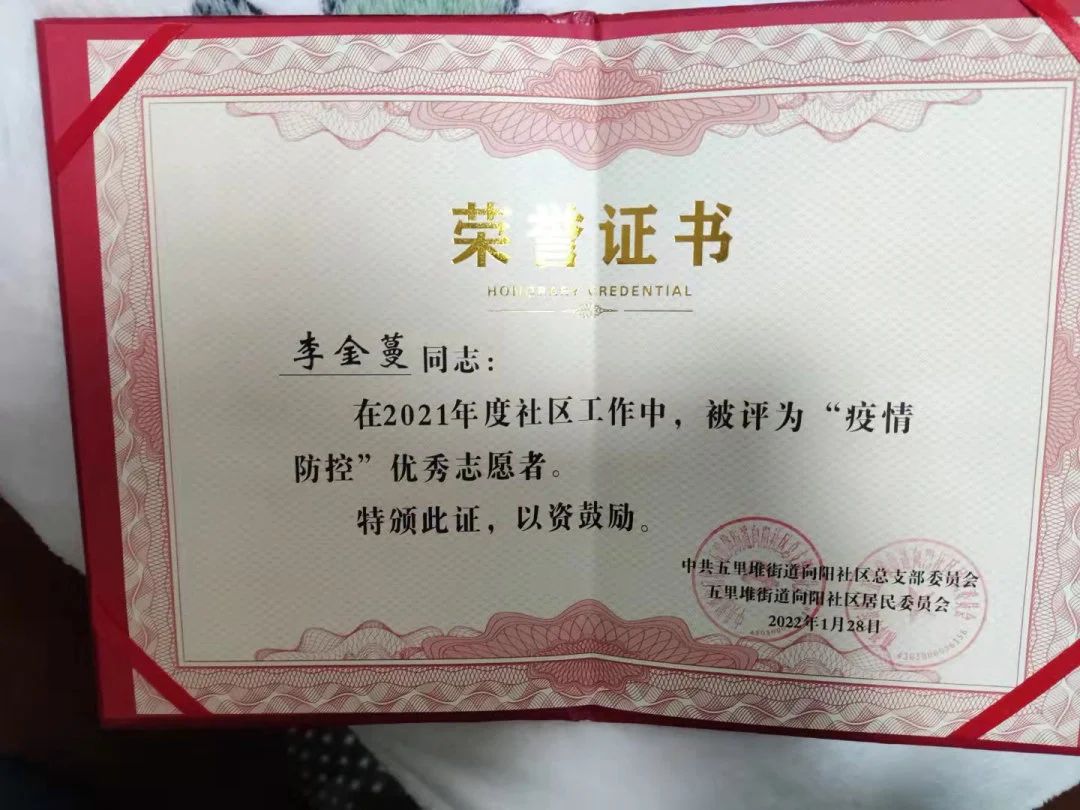 荣誉证书
HONORARY CREDENTIAL
李金蔓 同志：
在2021年度社区工作中，被评为“疫情
防控”优秀志愿者。
特颁此证，以资鼓励。
中共五里堆街道向阳社区总支部委员会
五里堆街道向阳社区居民委员会
2022年1月28日